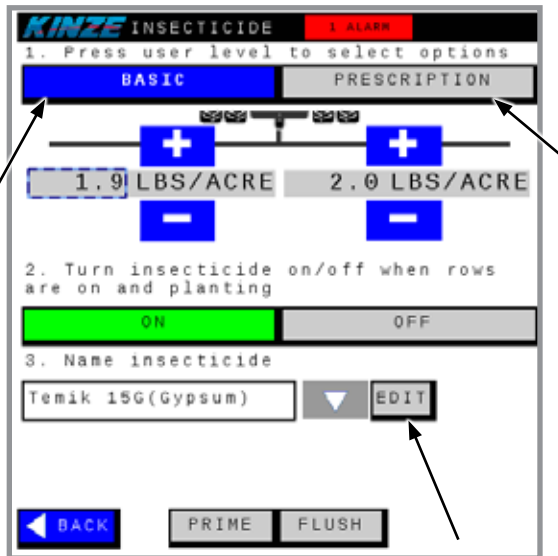 KINZE INSECTICIDE 1 ALARM
1. Press user level to select options
BASIC PRESCRIPTION
+ +
1.9 LBS/ACRE 2.0 LBS/ACRE
- -
2. Turn insecticide on/off when rows
are on and planting
ON OFF
3. Name insecticide
Temik 15G(Gypsum) EDIT
BACK PRIME FLUSH